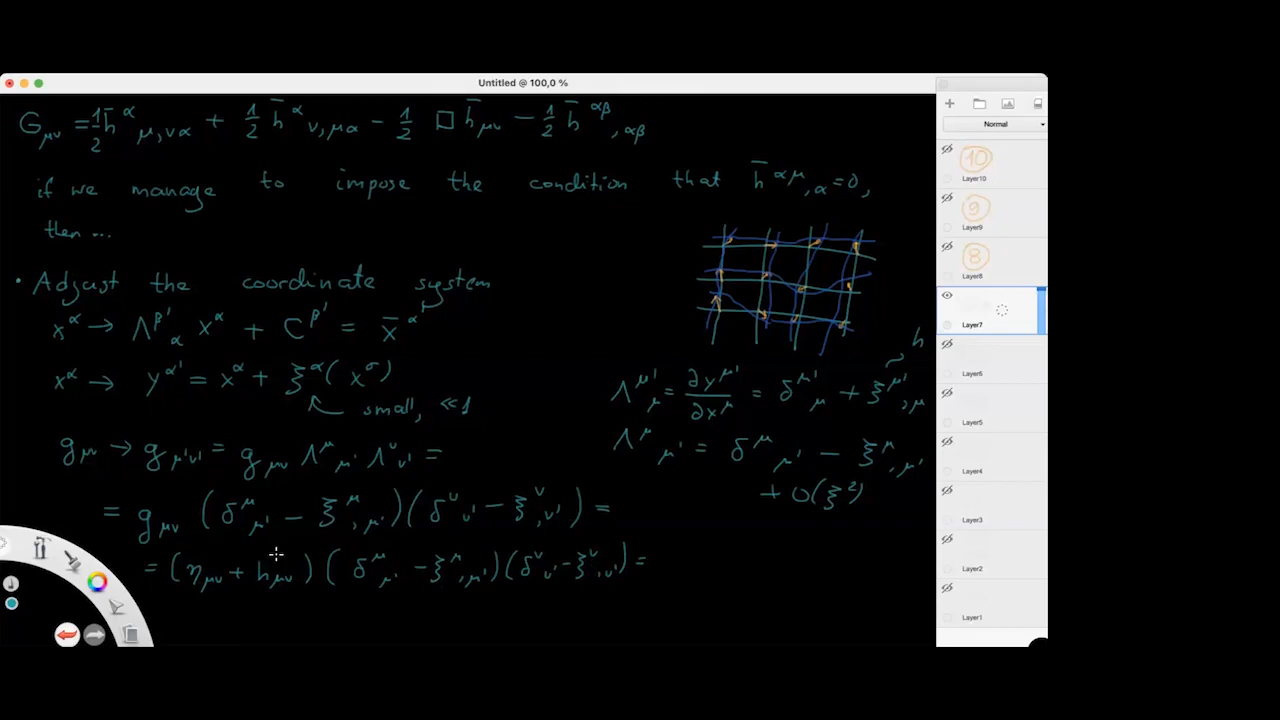 Untitled @ 100,0 %
G_μν = 1/2 h̄^α_μ,να + 1/2 h̄^α_ν,μα − 1/2 □ h̄_μν − 1/2 h̄^αβ_,αβ
if we manage to impose the condition that h̄^αμ_,α = 0,
then ...
• Adjust the coordinate system
x^α → Λ^β'_α x^α + C^β' = x̄^α'
x^α → y^α' = x^α + ξ^α(x^σ)
small, ≪1
g_μν → g_μ'ν' = g_μν Λ^μ_μ' Λ^ν_ν' =
= g_μν (δ^μ_μ' − ξ^μ_,μ')(δ^ν_ν' − ξ^ν_,ν') =
= (η_μν + h_μν)(δ^μ_μ' − ξ^μ_,μ')(δ^ν_ν' − ξ^ν_,ν') =
~ h
Λ^μ'_μ = ∂y^μ'/∂x^μ = δ^μ'_μ + ξ^μ'_,μ
Λ^μ_μ' = δ^μ_μ' − ξ^μ_,μ'
+ O(ξ²)
Normal
10
Layer10
9
Layer9
8
Layer8
Layer7
Layer6
Layer5
Layer4
Layer3
Layer2
Layer1